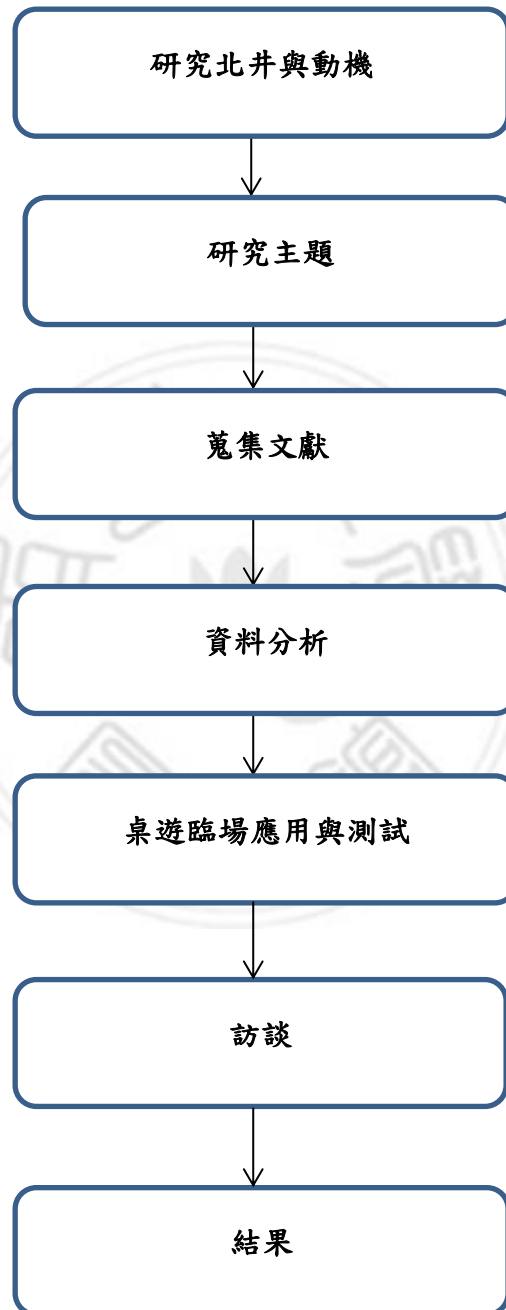 研究北井與動機
研究主題
蒐集文獻
資料分析
桌遊臨場應用與測試
訪談
結果